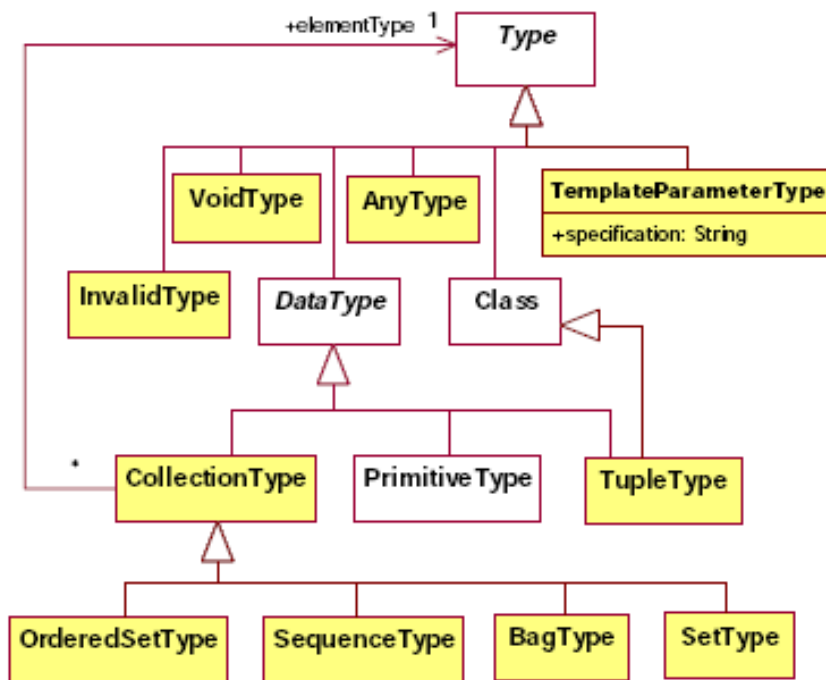 +elementType 1
Type
VoidType
AnyType
TemplateParameterType
+specification: String
InvalidType
DataType
Class
*
CollectionType
PrimitiveType
TupleType
OrderedSetType
SequenceType
BagType
SetType